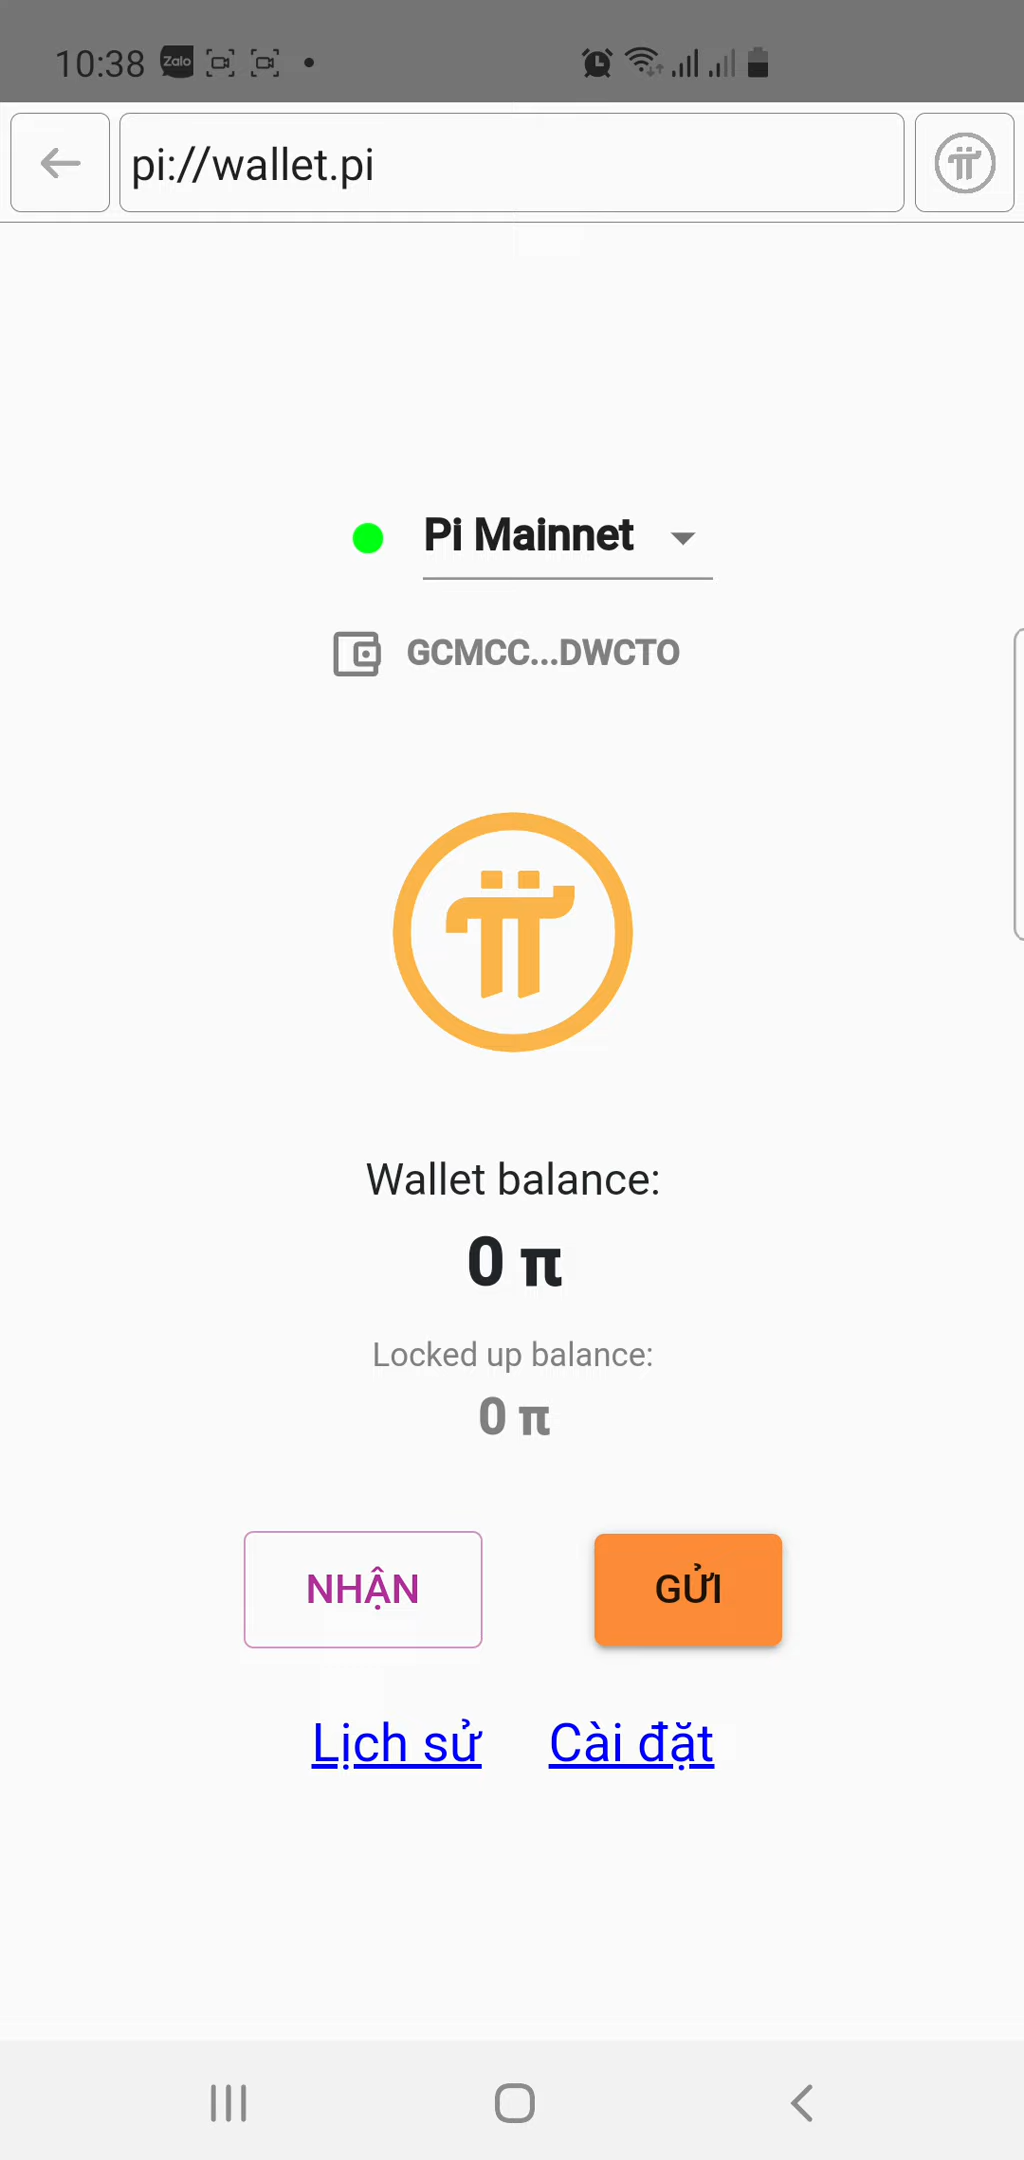 10:38 Zalo
pi://wallet.pi
Pi Mainnet
GCMCC...DWCTO
Wallet balance:
0 π
Locked up balance:
0 π
NHẬN
GỬI
Lịch sử
Cài đặt